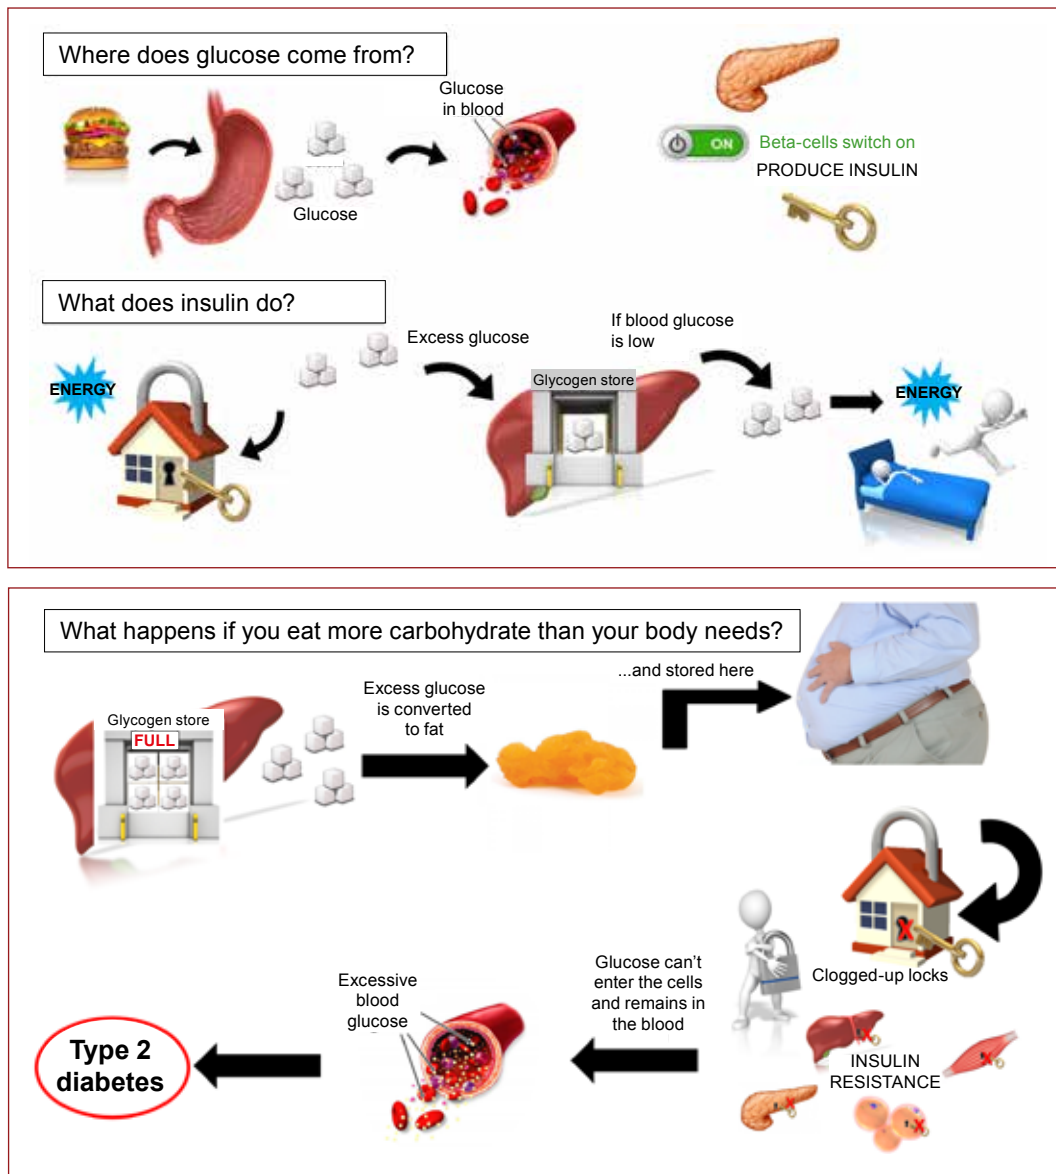 Where does glucose come from?
Glucose
in blood
Glucose
ON
Beta-cells switch on
PRODUCE INSULIN
What does insulin do?
ENERGY
Excess glucose
Glycogen store
If blood glucose
is low
ENERGY
What happens if you eat more carbohydrate than your body needs?
Glycogen store
FULL
Excess glucose
is converted
to fat
...and stored here
Clogged-up locks
INSULIN
RESISTANCE
Glucose can't
enter the cells
and remains in
the blood
Excessive
blood
glucose
Type 2
diabetes